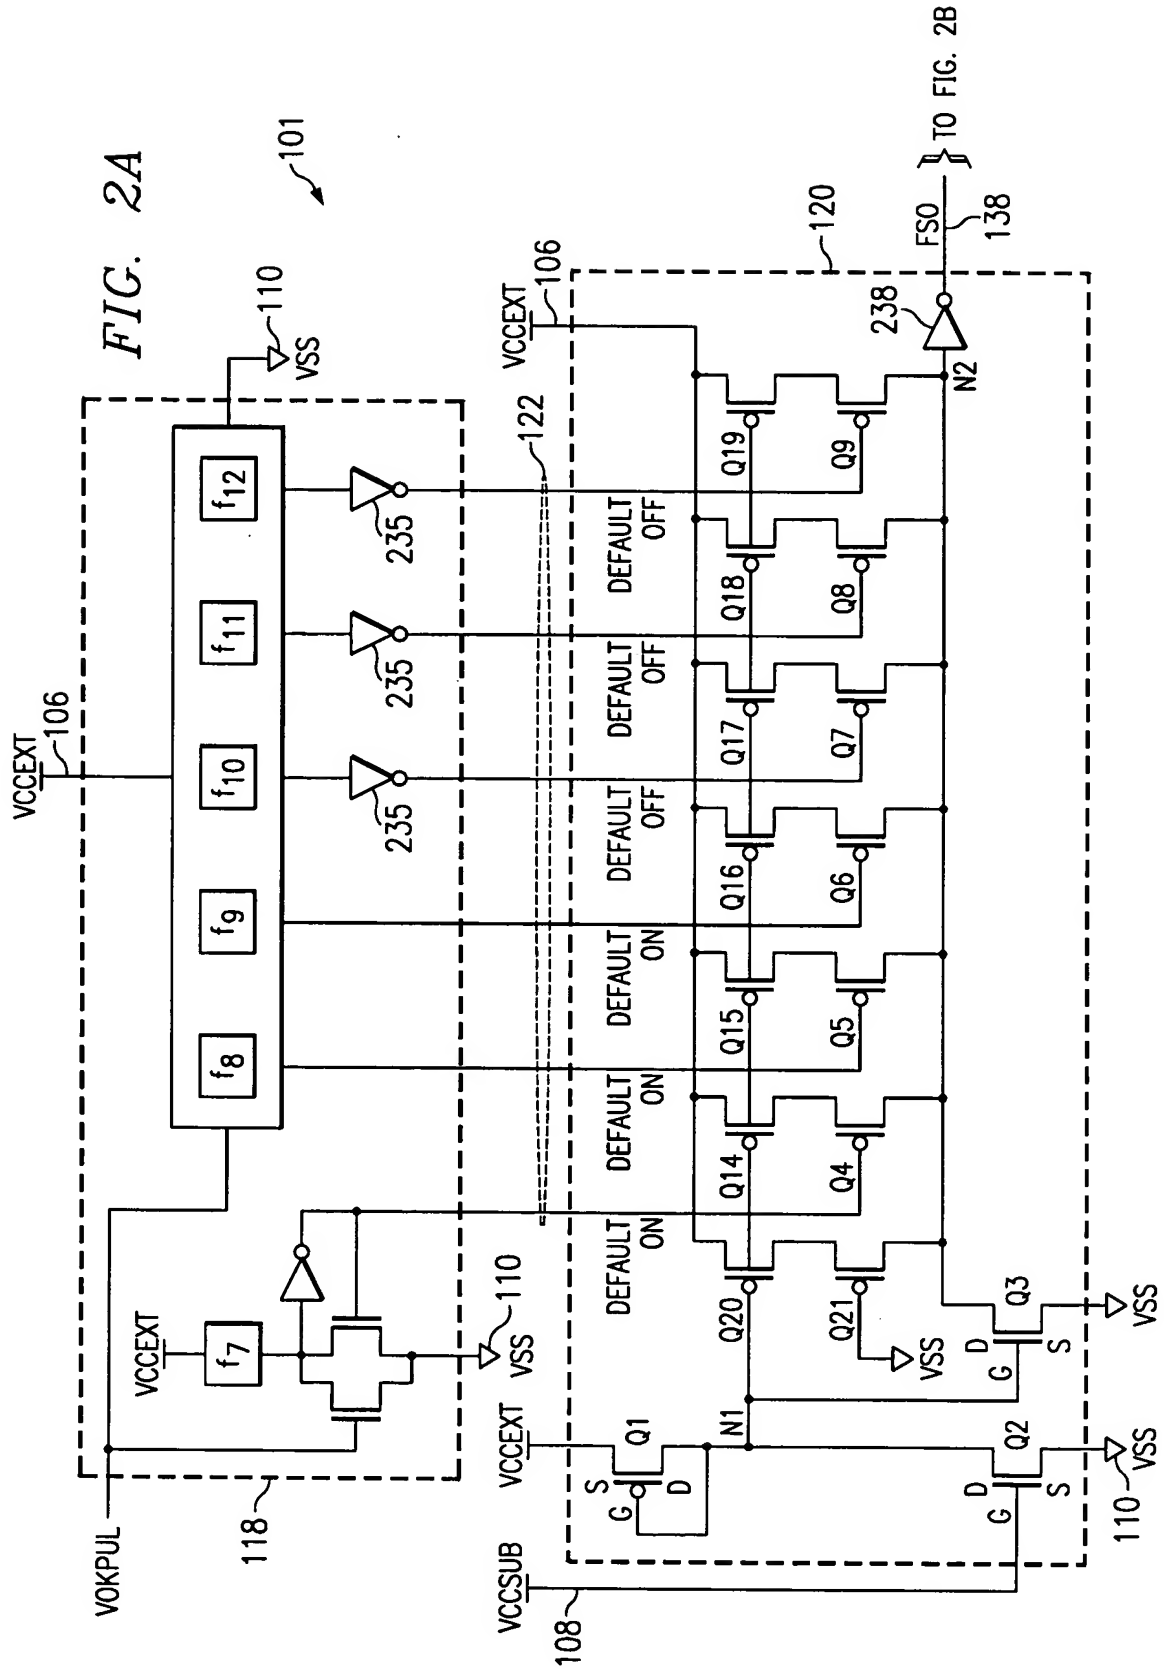 FIG. 2A
101
VCCEXT
106
110
VSS
VOKPUL
118
VCCEXT
f7
f8
f9
f10
f11
f12
235
235
235
110
VSS
122
DEFAULT ON
DEFAULT ON
DEFAULT ON
DEFAULT OFF
DEFAULT OFF
DEFAULT OFF
VCCEXT
106
120
VCCSUB
108
VCCEXT
S
G
D
Q1
N1
Q20
Q14
Q15
Q16
Q17
Q18
Q19
Q21
Q4
Q5
Q6
Q7
Q8
Q9
VSS
N2
238
FSO
138
TO FIG. 2B
D
G
S
Q2
110
VSS
D
G
S
Q3
VSS